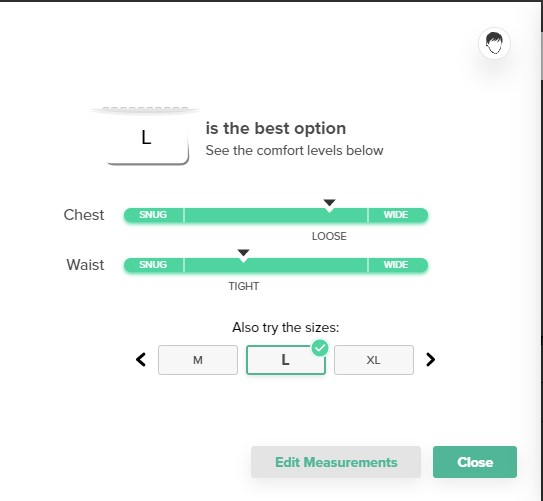 L
is the best option
See the comfort levels below
Chest
SNUG
WIDE
LOOSE
Waist
SNUG
WIDE
TIGHT
Also try the sizes:
M
L
XL
Edit Measurements
Close